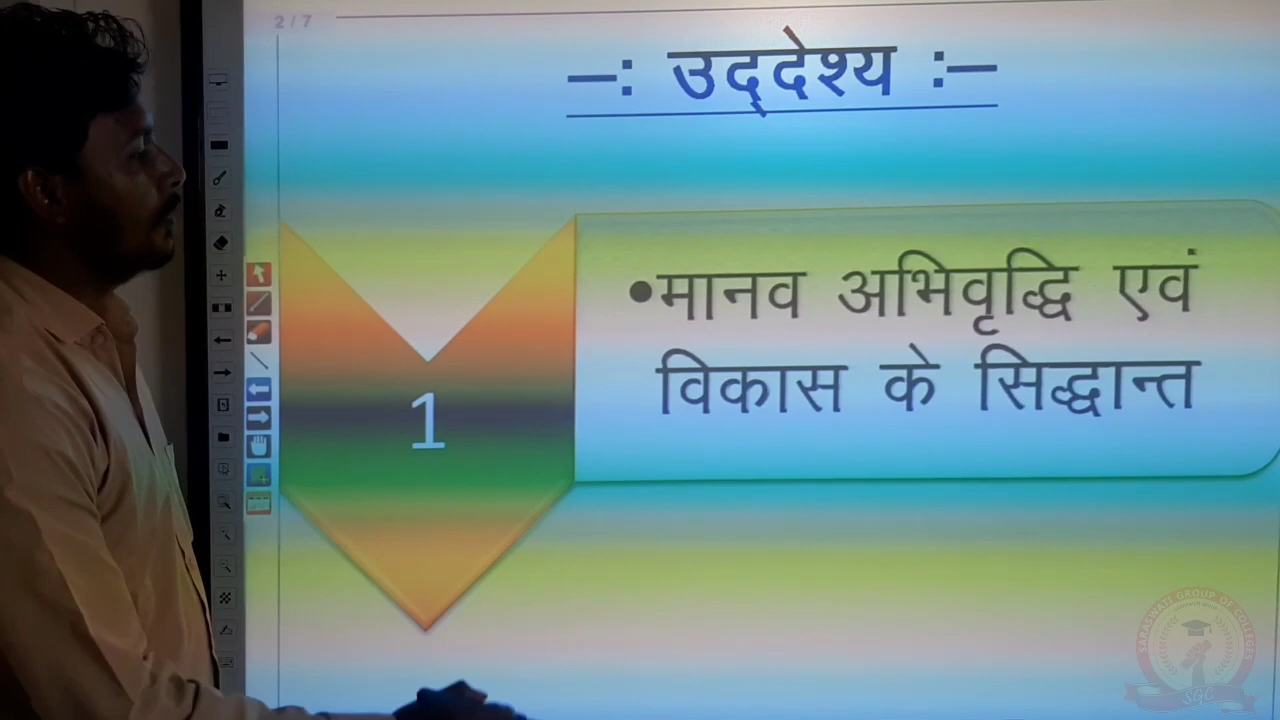 2 / 7
–: उद्देश्य :–
1
•मानव अभिवृद्धि एवं
विकास के सिद्धान्त
SARASWATI GROUP OF COLLEGES
SGC